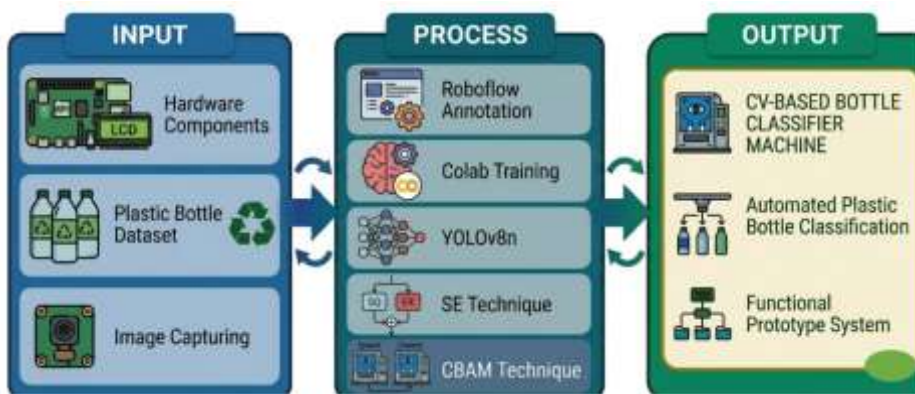 INPUT
Hardware
Components
LCD
Plastic Bottle
Dataset
Image Capturing
PROCESS
Roboflow
Annotation
Colab Training
YOLOv8n
SE Technique
CBAM Technique
OUTPUT
CV-BASED BOTTLE
CLASSIFIER
MACHINE
Automated Plastic
Bottle Classification
Functional
Prototype System